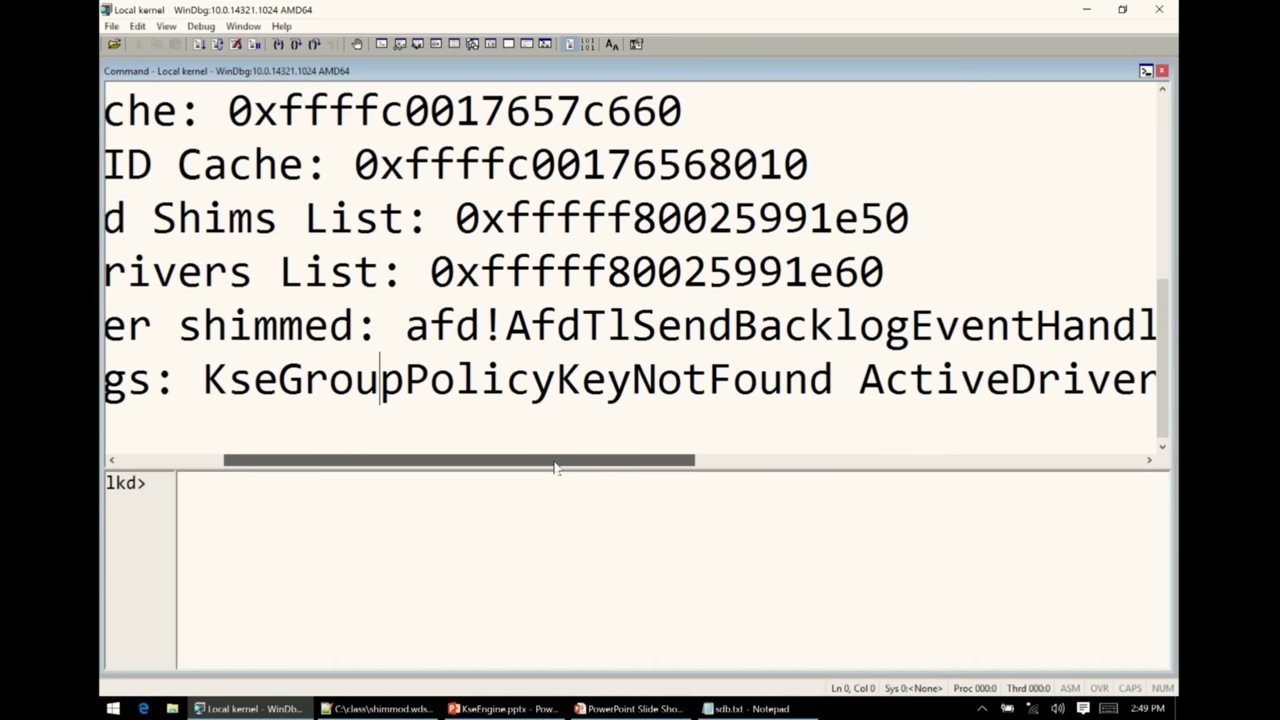 Local kernel WinDbg:10.0.14321.1024 AMD64
File Edit View Debug Window Help
Command - Local kernel - WinDbg:10.0.14321.1024 AMD64
che: 0xffffc0017657c660
ID Cache: 0xffffc00176568010
d Shims List: 0xfffff80025991e50
rivers List: 0xfffff80025991e60
er shimmed: afd!AfdTlSendBacklogEventHandl
gs: KseGroupPolicyKeyNotFound ActiveDriver
lkd>
Ln 0, Col 0 Sys 0:<None> Proc 000:0 Thrd 000:0 ASM OVR CAPS NUM
Local kernel - WinDb... C:\class\shimmod.wds... KseEngine.pptx - Pow... PowerPoint Slide Sho... sdb.txt - Notepad 2:49 PM